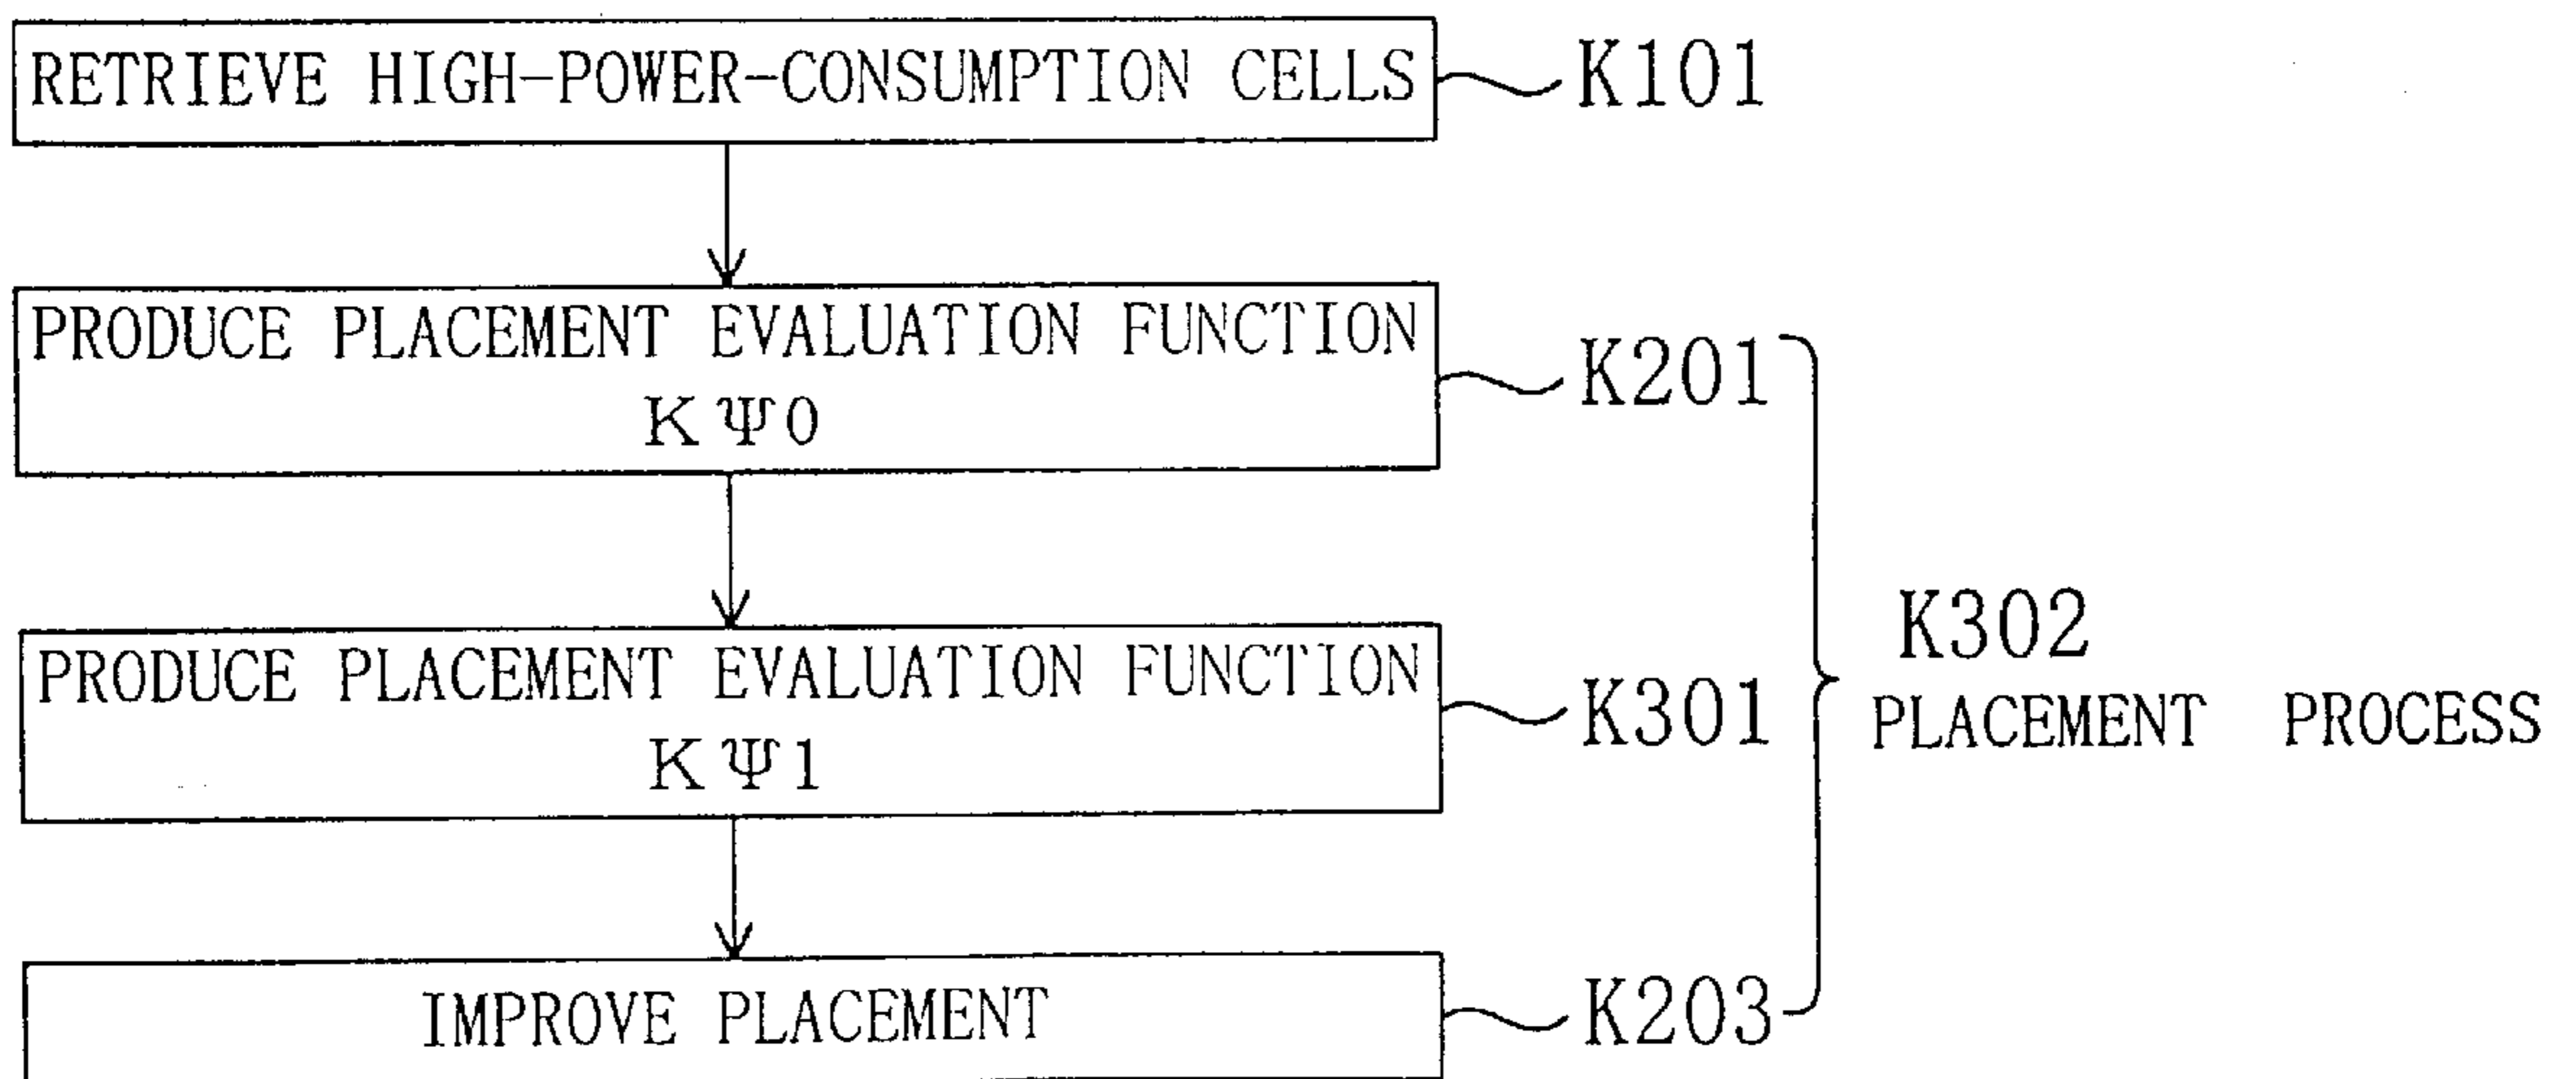 RETRIEVE HIGH-POWER-CONSUMPTION CELLS
K101
PRODUCE PLACEMENT EVALUATION FUNCTION
KΨ0
K201
PRODUCE PLACEMENT EVALUATION FUNCTION
KΨ1
K301
K302
PLACEMENT PROCESS
IMPROVE PLACEMENT
K203